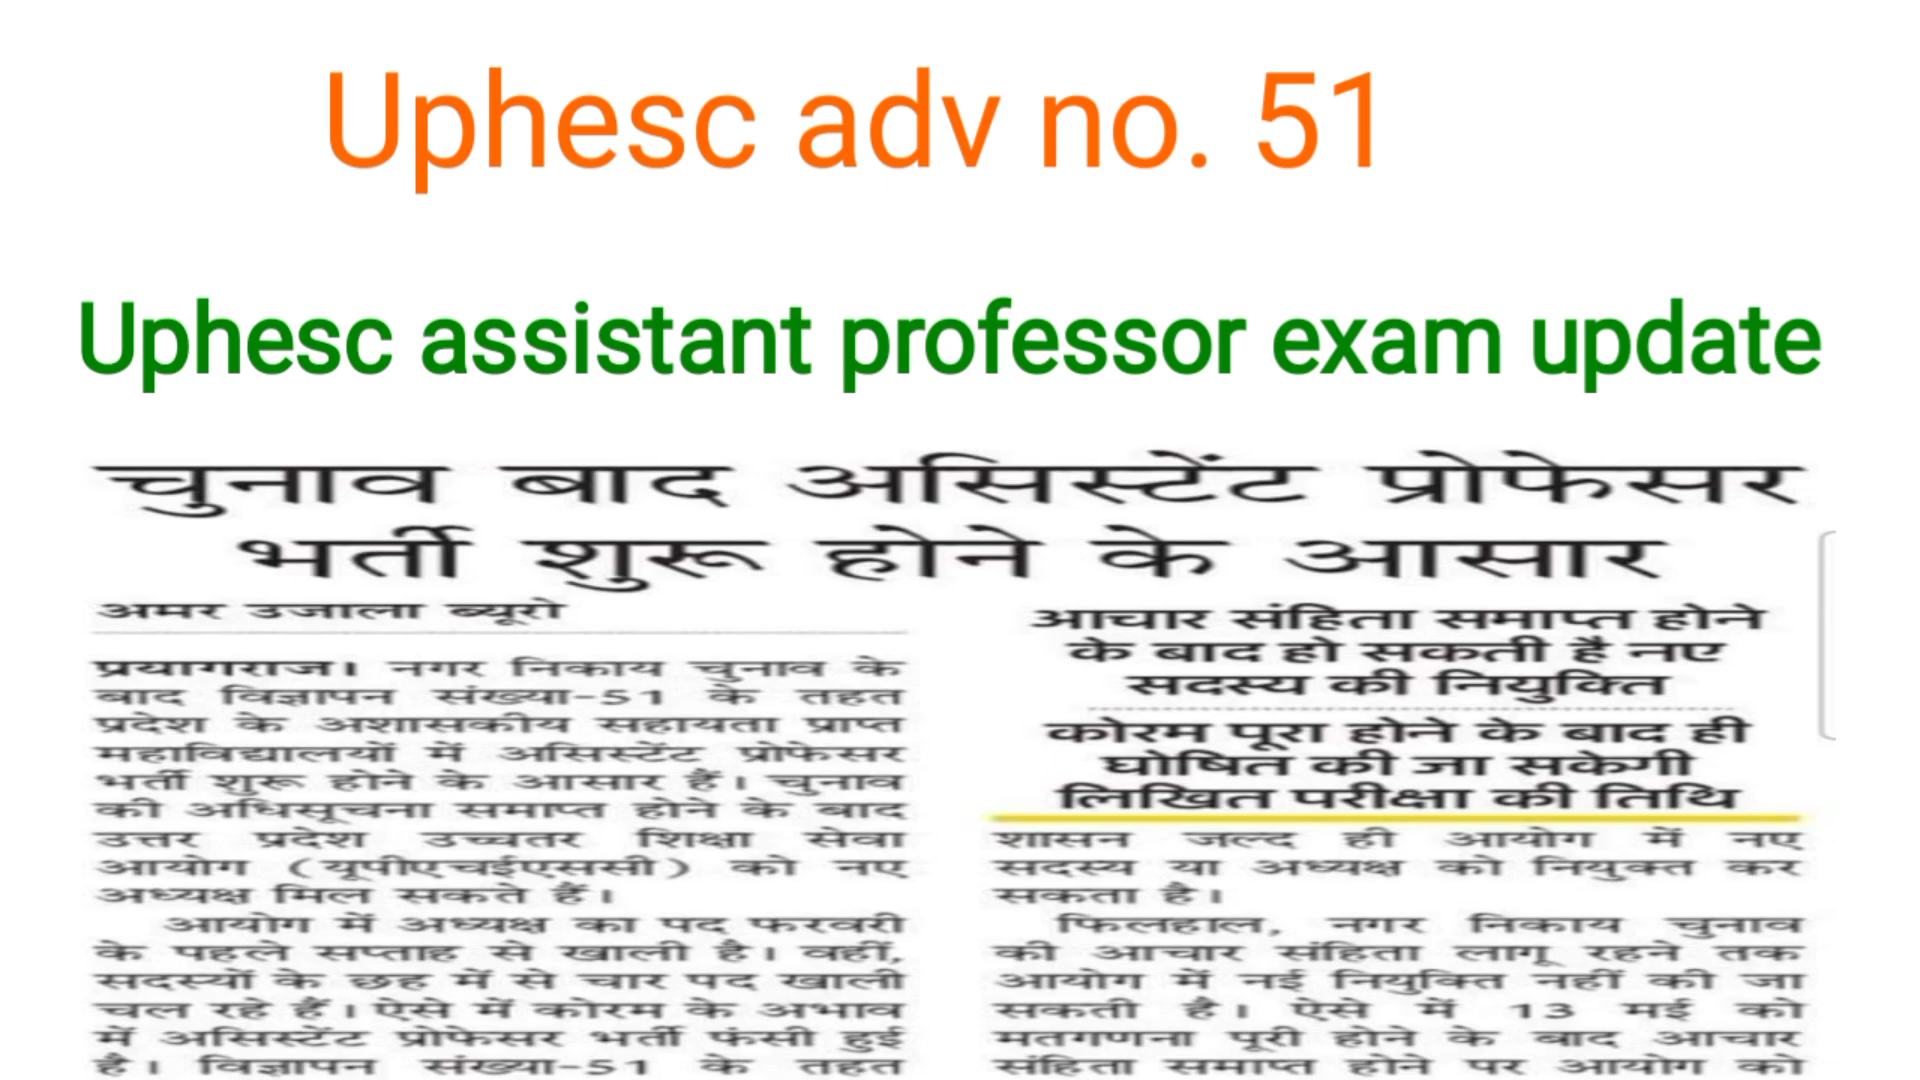 Uphesc adv no. 51
Uphesc assistant professor exam update
चुनाव बाद असिस्टेंट प्रोफेसर
भर्ती शुरू होने के आसार
अमर उजाला ब्यूरो
प्रयागराज। नगर निकाय चुनाव के
बाद विज्ञापन संख्या-51 के तहत
प्रदेश के अशासकीय सहायता प्राप्त
महाविद्यालयों में असिस्टेंट प्रोफेसर
भर्ती शुरू होने के आसार हैं। चुनाव
की अधिसूचना समाप्त होने के बाद
उत्तर प्रदेश उच्चतर शिक्षा सेवा
आयोग (यूपीएचईएससी) को नए
अध्यक्ष मिल सकते हैं।
आयोग में अध्यक्ष का पद फरवरी
के पहले सप्ताह से खाली है। वहीं,
सदस्यों के छह में से चार पद खाली
चल रहे हैं। ऐसे में कोरम के अभाव
में असिस्टेंट प्रोफेसर भर्ती फंसी हुई
है। विज्ञापन संख्या-51 के तहत
आचार संहिता समाप्त होने
के बाद हो सकती है नए
सदस्य की नियुक्ति
कोरम पूरा होने के बाद ही
घोषित की जा सकेगी
लिखित परीक्षा की तिथि
शासन जल्द ही आयोग में नए
सदस्य या अध्यक्ष को नियुक्त कर
सकता है।
फिलहाल, नगर निकाय चुनाव
की आचार संहिता लागू रहने तक
आयोग में नई नियुक्ति नहीं की जा
सकती है। ऐसे में 13 मई को
मतगणना पूरी होने के बाद आचार
संहिता समाप्त होने पर आयोग को